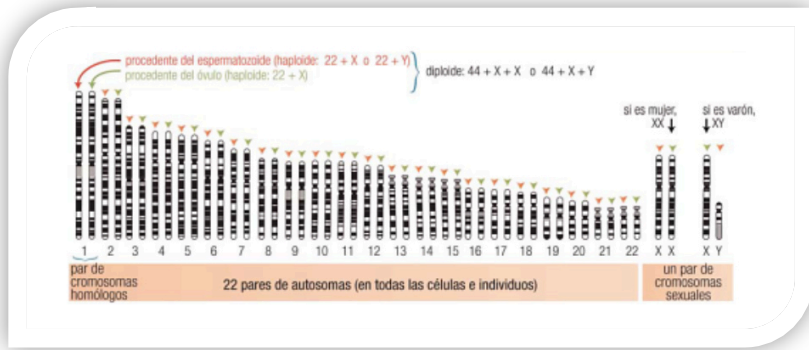 procedente del espermatozoide (haploide: 22 + X o 22 + Y)
procedente del óvulo (haploide: 22 + X)
diploide: 44 + X + X o 44 + X + Y
si es mujer,
XX
si es varón,
XY
1 2 3 4 5 6 7 8 9 10 11 12 13 14 15 16 17 18 19 20 21 22 X X X Y
par de
cromosomas
homólogos
22 pares de autosomas (en todas las células e individuos)
un par de
cromosomas
sexuales